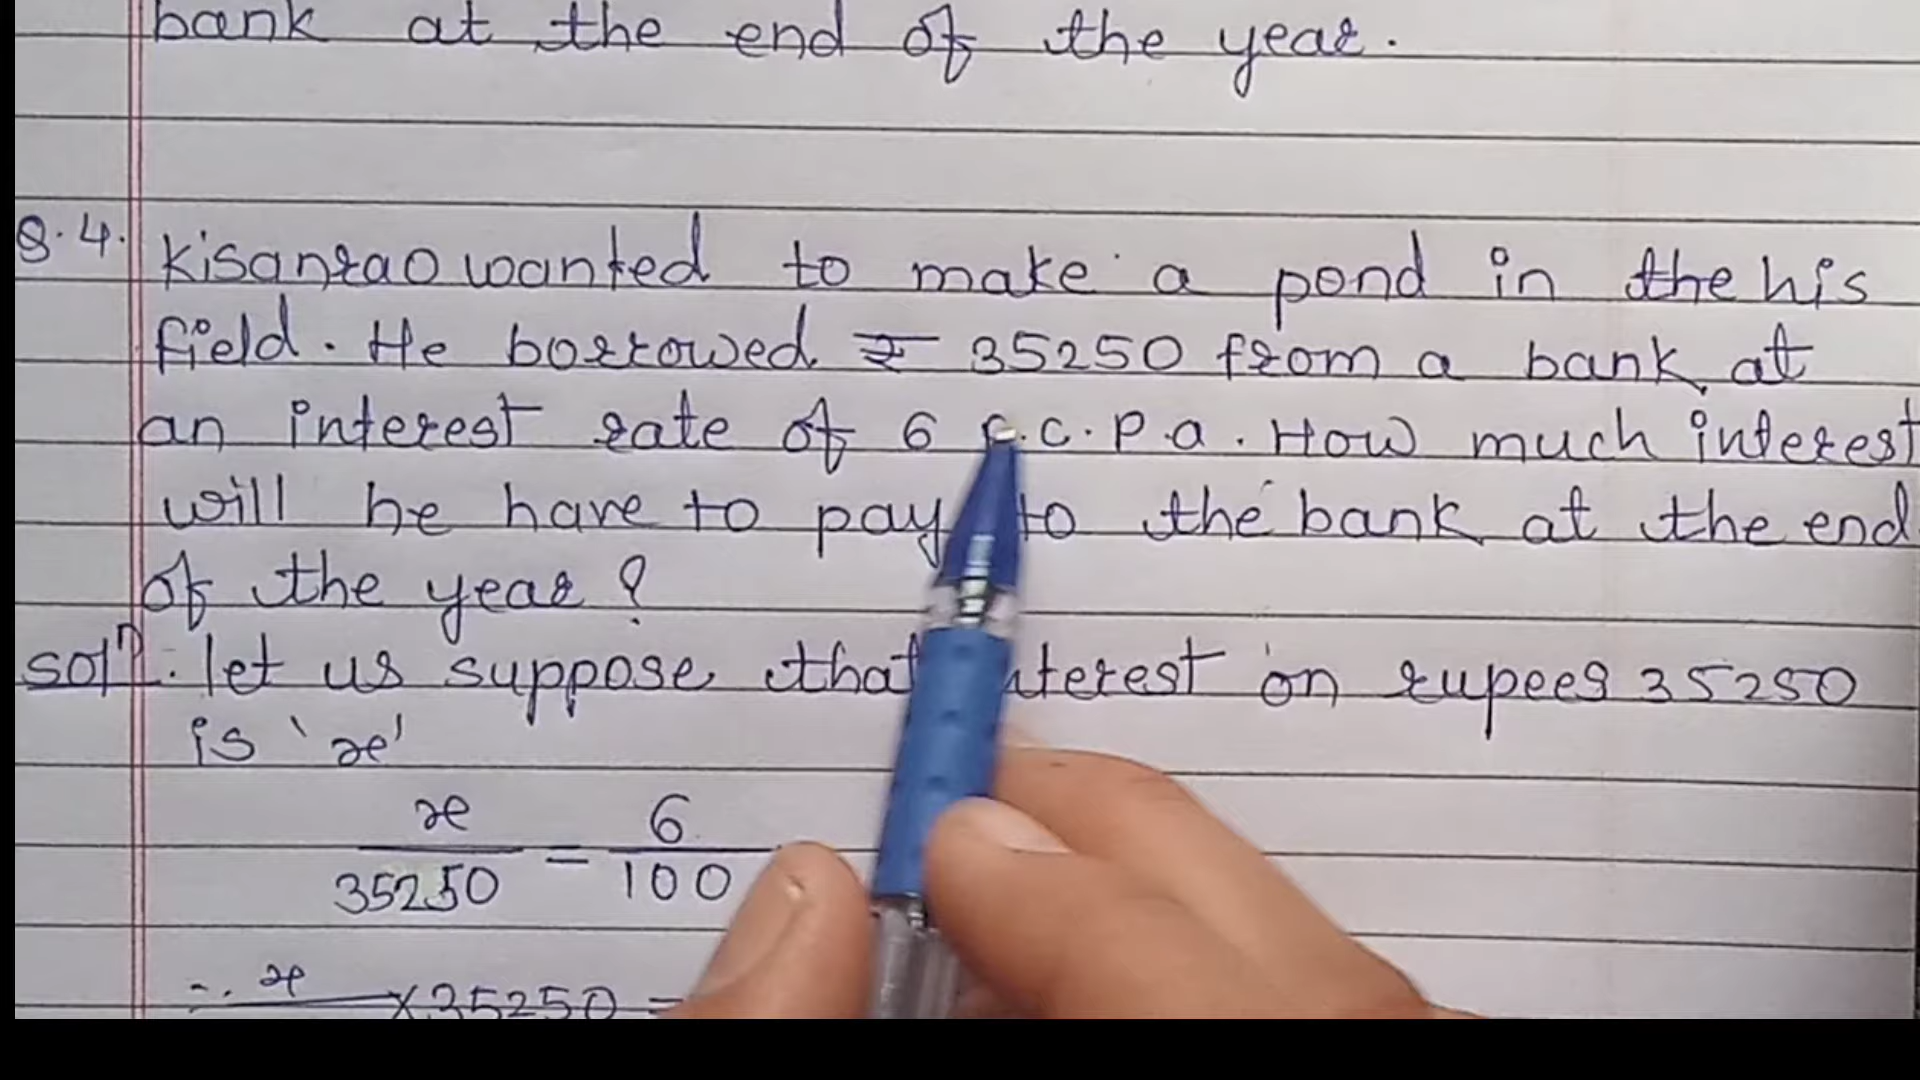 bank at the end of the year.
Q.4. Kisanrao wanted to make a pond in the his
field. He borrowed ₹ 35250 from a bank at
an interest rate of 6 p.c.p.a. How much interest
will he have to pay to the bank at the end
of the year?
solⁿ. let us suppose that interest on rupees 35250
is 'x'
x/35250 = 6/100
∴ x/ ×35250 =